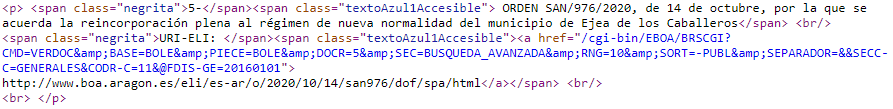 <p> <span class="negrita">5-</span><span class="textoAzul1Accesible"> ORDEN SAN/976/2020, de 14 de octubre, por la que se
acuerda la reincorporación plena al régimen de nueva normalidad del municipio de Ejea de los Caballeros</span> <br/>
<span class="negrita">URI-ELI: </span><span class="textoAzul1Accesible"><a href="/cgi-bin/EBOA/BRSCGI?
CMD=VERDOC&amp;BASE=BOLE&amp;PIECE=BOLE&amp;DOCR=5&amp;SEC=BUSQUEDA_AVANZADA&amp;RNG=10&amp;SORT=-PUBL&amp;SEPARADOR=&&SECC-
C=GENERALES&CODR-C=11&@FDIS-GE=20160101">
http://www.boa.aragon.es/eli/es-ar/o/2020/10/14/san976/dof/spa/html</a></span> <br/>
<br> </p>